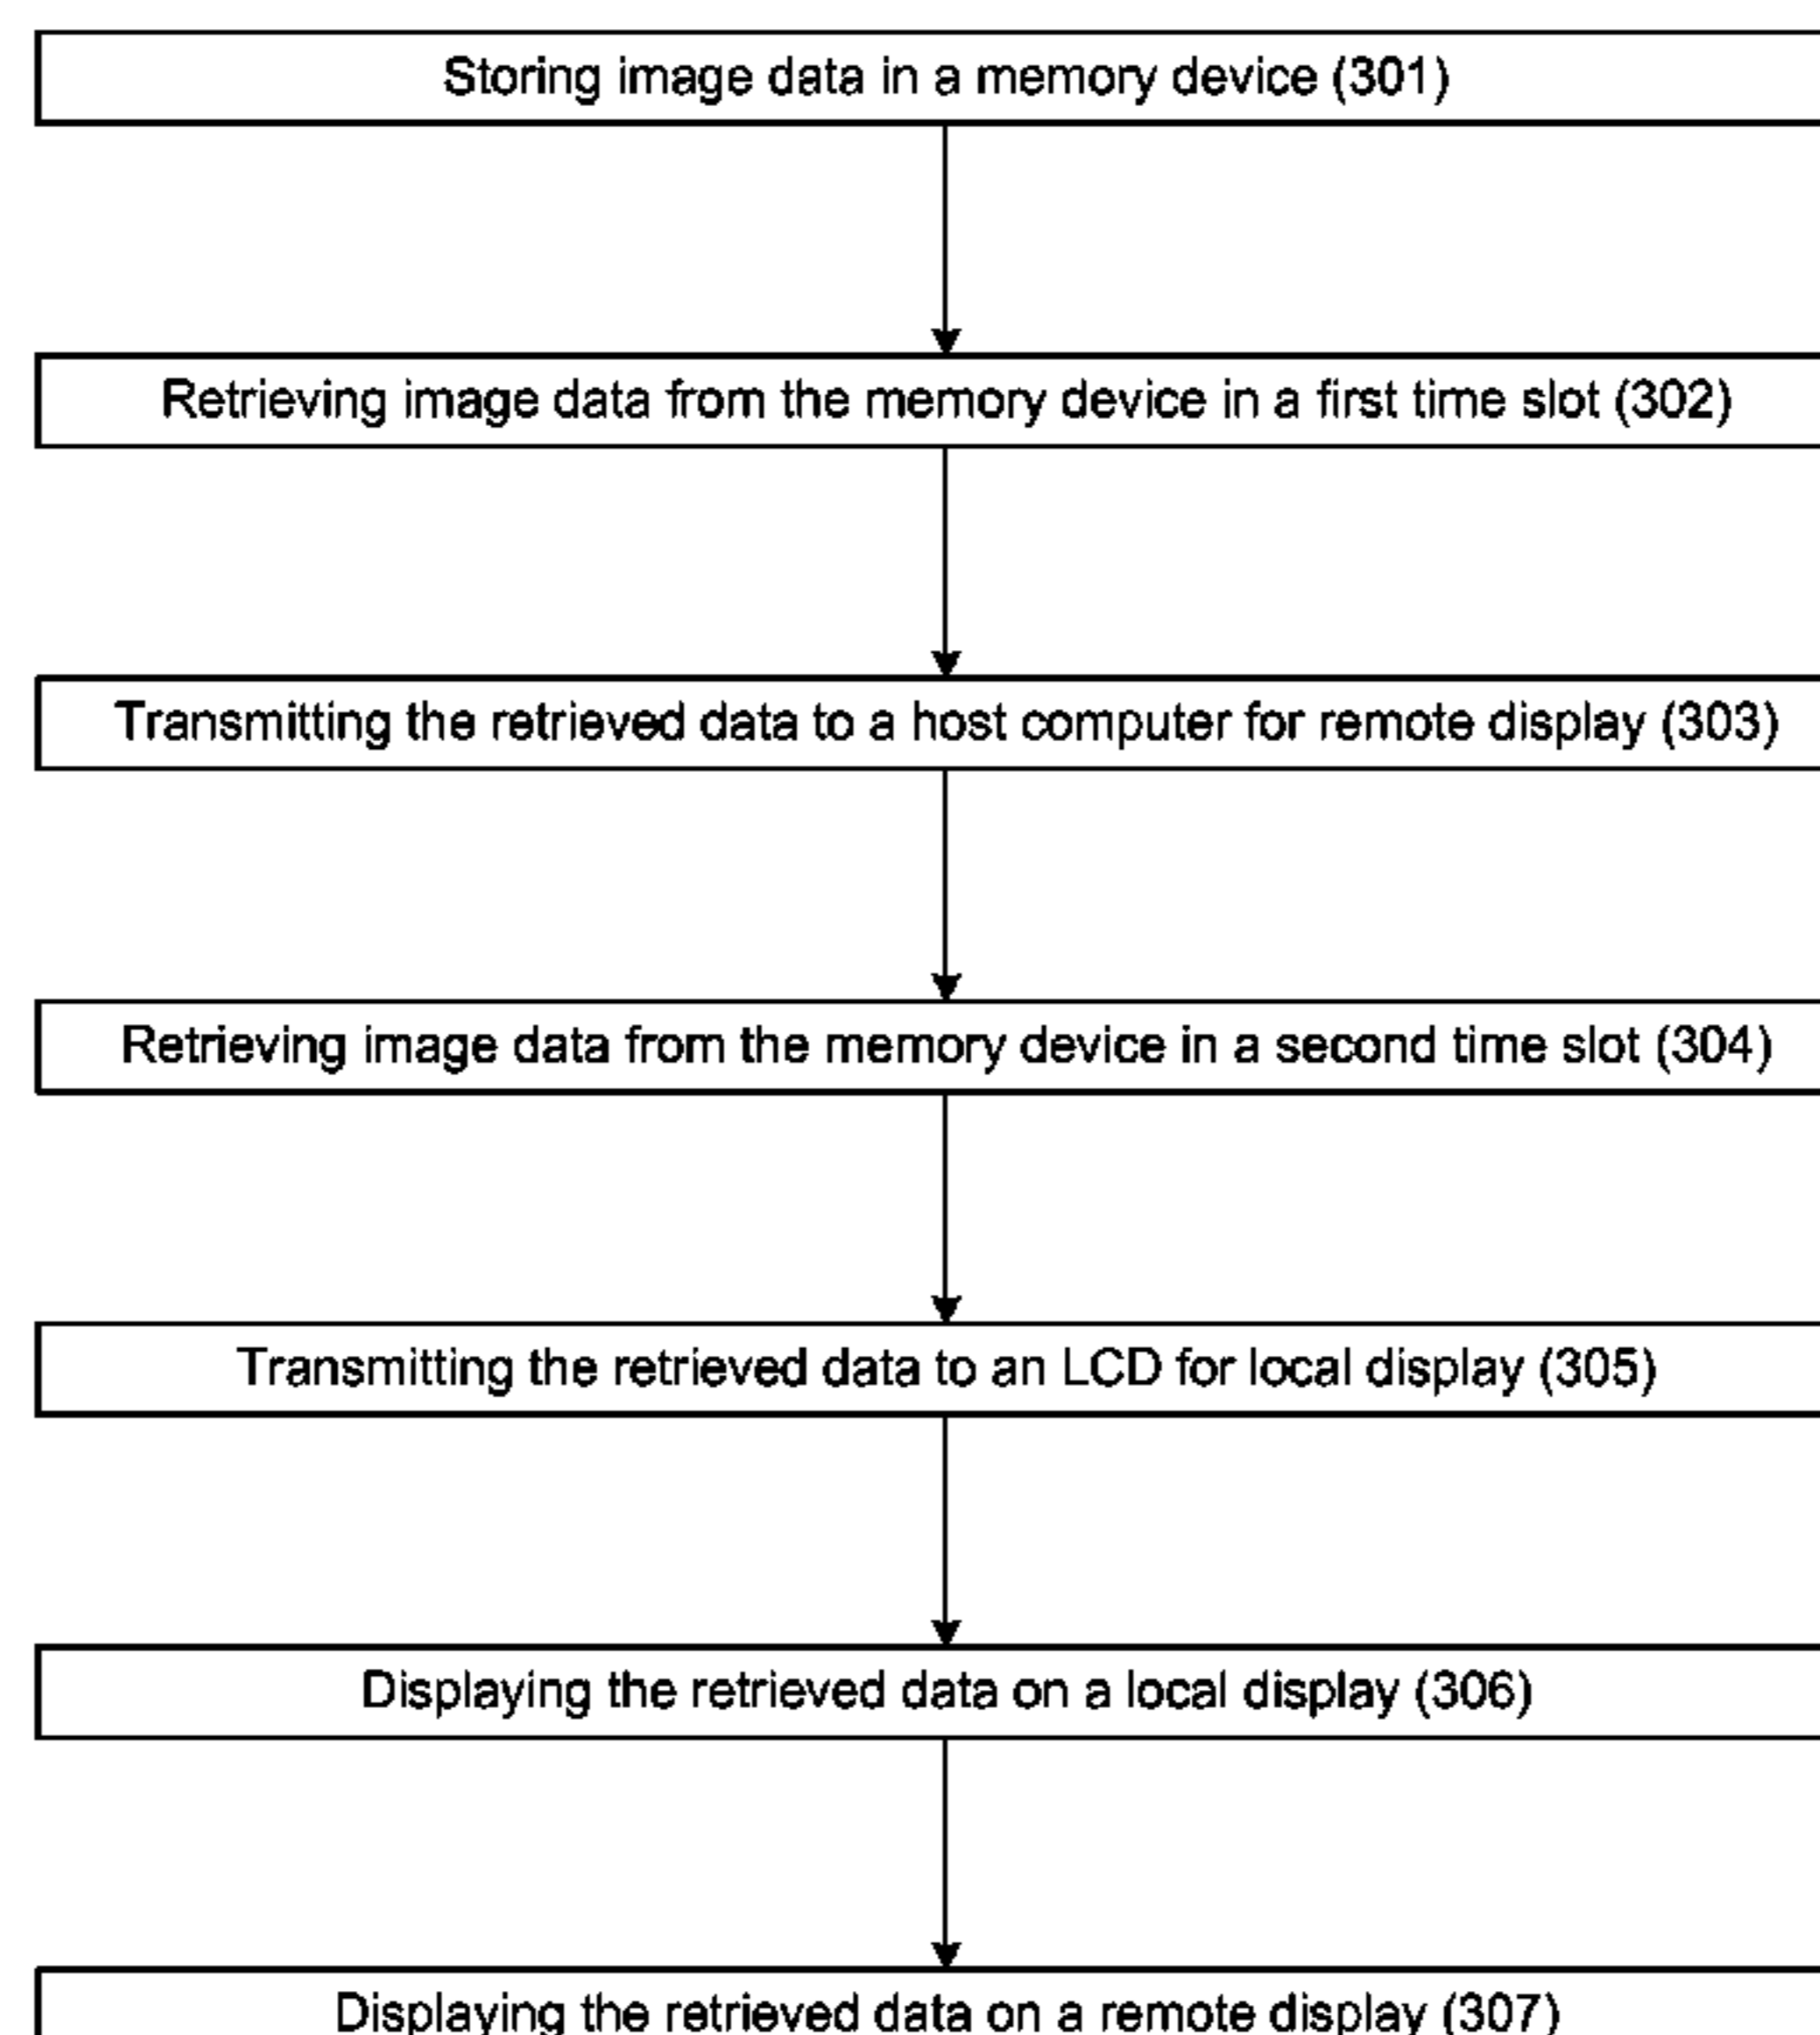 Storing image data in a memory device (301)
Retrieving image data from the memory device in a first time slot (302)
Transmitting the retrieved data to a host computer for remote display (303)
Retrieving image data from the memory device in a second time slot (304)
Transmitting the retrieved data to an LCD for local display (305)
Displaying the retrieved data on a local display (306)
Displaying the retrieved data on a remote display (307)